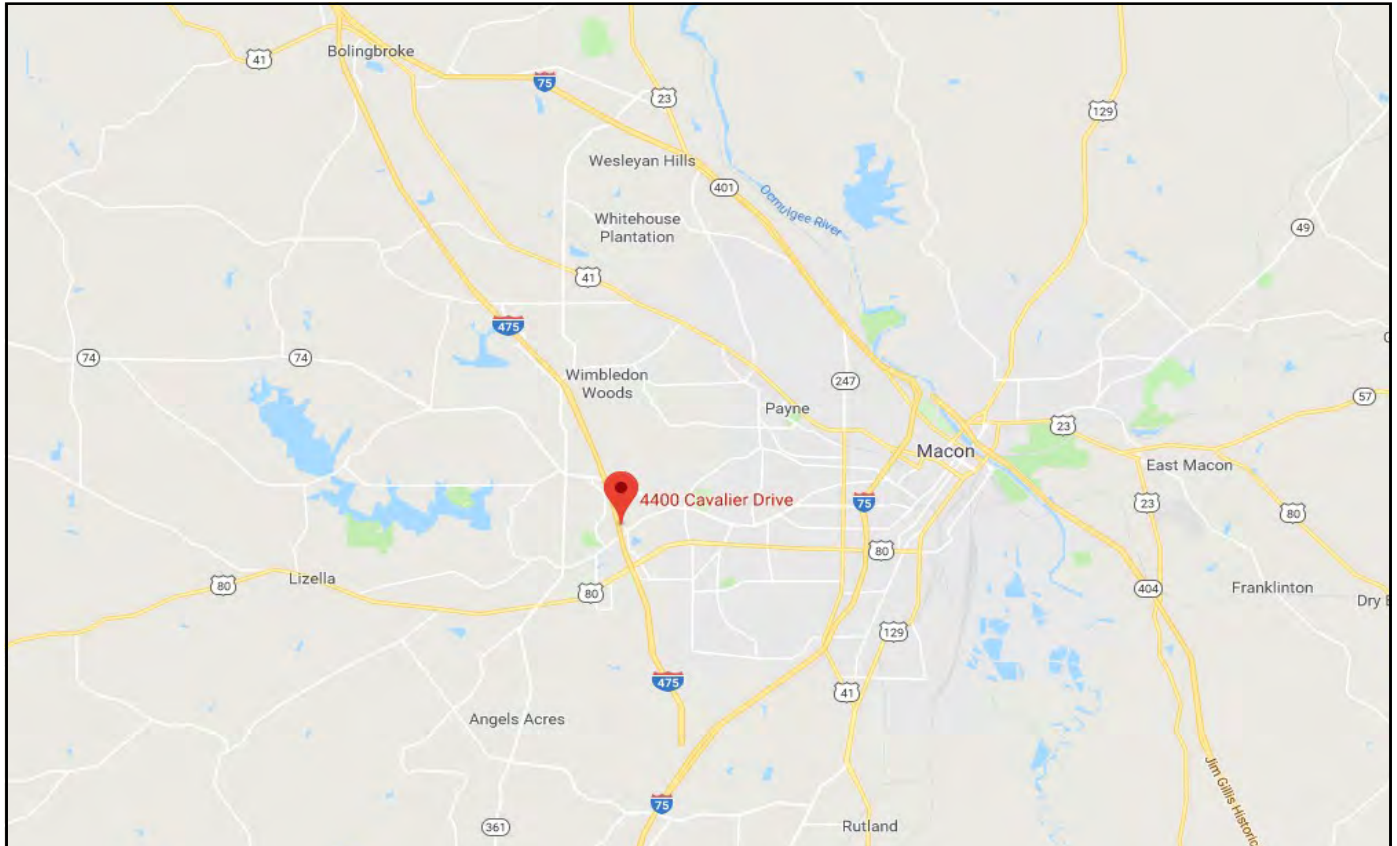 Bolingbroke
41
75
23
129
Wesleyan Hills
401
Ocmulgee River
Whitehouse
Plantation
49
41
475
74
74
Wimbledon
Woods
247
57
Payne
23
Macon
East Macon
4400 Cavalier Drive
75
23
80
80
Lizella
80
80
404
Franklinton
Dry
129
475
41
Angels Acres
Jim Gillis Historic
75
361
Rutland